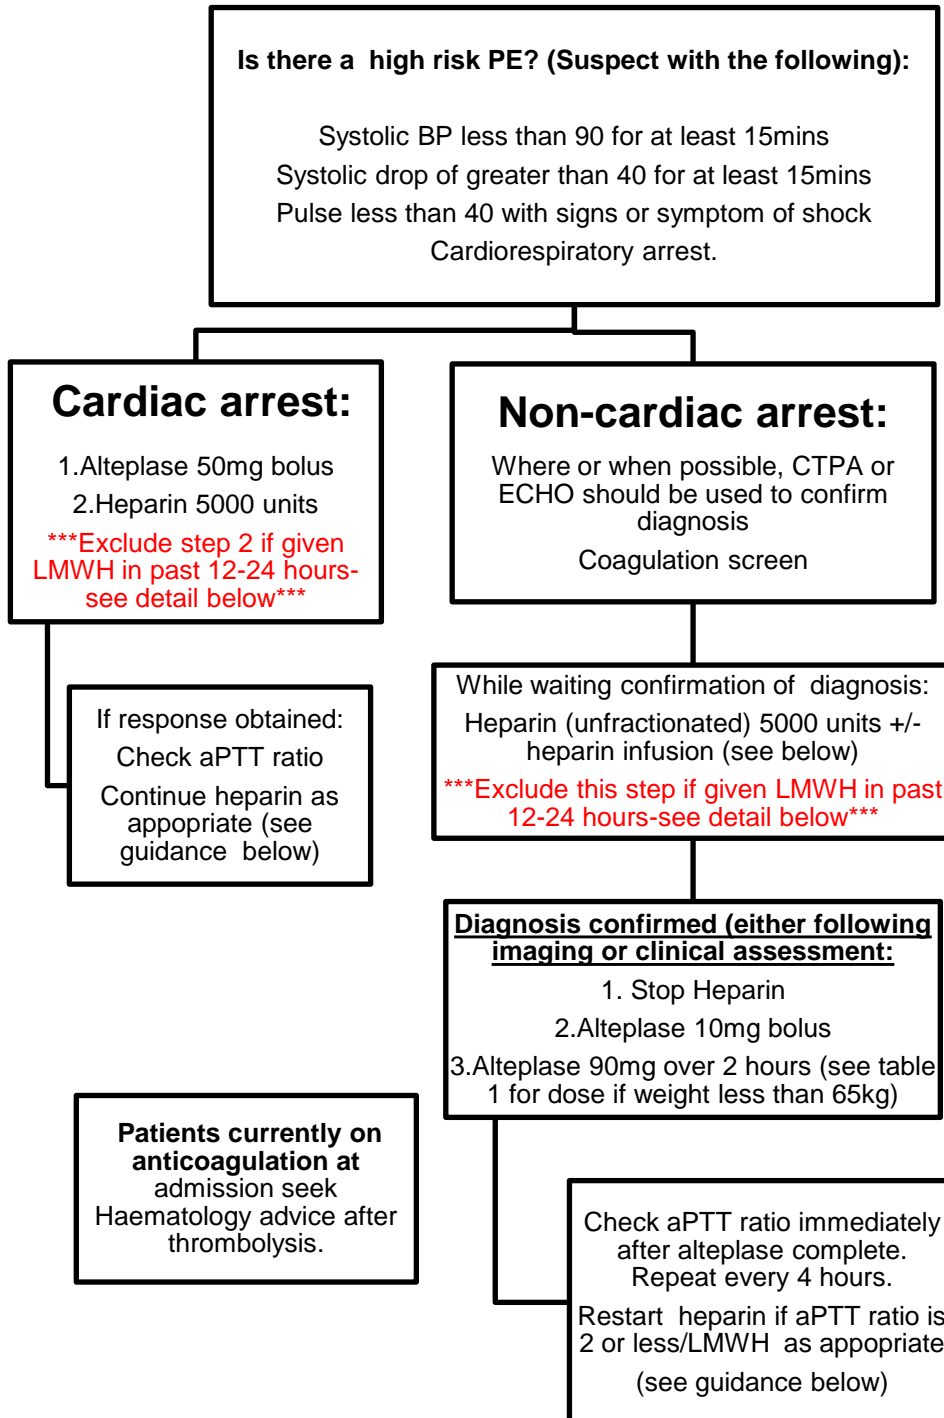 Is there a  high risk PE? (Suspect with the following):
Systolic BP less than 90 for at least 15mins
Systolic drop of greater than 40 for at least 15mins
Pulse less than 40 with signs or symptom of shock
Cardiorespiratory arrest.
Cardiac arrest:
1.Alteplase 50mg bolus
2.Heparin 5000 units
***Exclude step 2 if given
LMWH in past 12-24 hours-
see detail below***
If response obtained:
Check aPTT ratio
Continue heparin as
appopriate (see
guidance  below)
Non-cardiac arrest:
Where or when possible, CTPA or
ECHO should be used to confirm
diagnosis
Coagulation screen
While waiting confirmation of  diagnosis:
Heparin (unfractionated) 5000 units +/-
heparin infusion (see below)
***Exclude this step if given LMWH in past
12-24 hours-see detail below***
Diagnosis confirmed (either following
imaging or clinical assessment:
1. Stop Heparin
2.Alteplase 10mg bolus
3.Alteplase 90mg over 2 hours (see table
1 for dose if weight less than 65kg)
Patients currently on
anticoagulation at
admission seek
Haematology advice after
thrombolysis.
Check aPTT ratio immediately
after alteplase complete.
Repeat every 4 hours.
Restart  heparin if aPTT ratio is
2 or less/LMWH  as appopriate
(see guidance below)